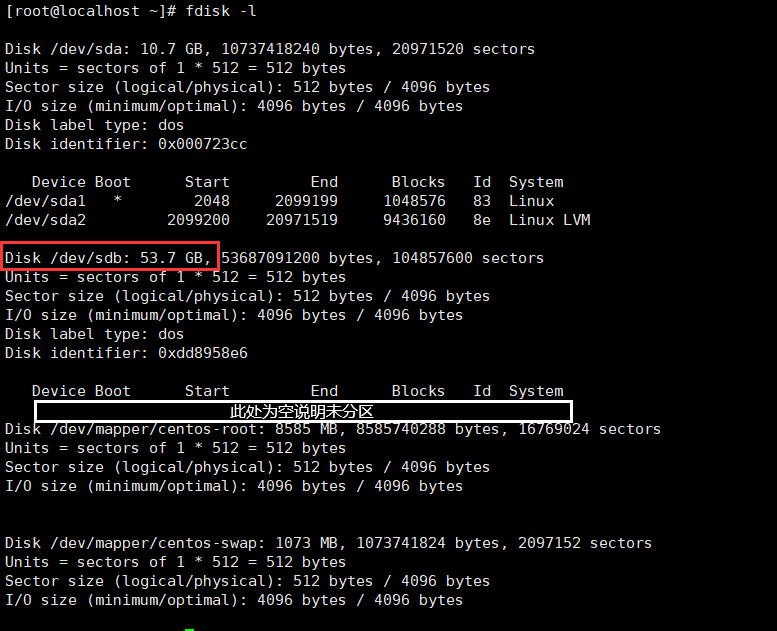 [root@localhost ~]# fdisk -l
Disk /dev/sda: 10.7 GB, 10737418240 bytes, 20971520 sectors
Units = sectors of 1 * 512 = 512 bytes
Sector size (logical/physical): 512 bytes / 4096 bytes
I/O size (minimum/optimal): 4096 bytes / 4096 bytes
Disk label type: dos
Disk identifier: 0x000723cc
Device Boot Start End Blocks Id System
/dev/sda1 * 2048 2099199 1048576 83 Linux
/dev/sda2 2099200 20971519 9436160 8e Linux LVM
Disk /dev/sdb: 53.7 GB, 53687091200 bytes, 104857600 sectors
Units = sectors of 1 * 512 = 512 bytes
Sector size (logical/physical): 512 bytes / 4096 bytes
I/O size (minimum/optimal): 4096 bytes / 4096 bytes
Disk label type: dos
Disk identifier: 0xdd8958e6
Device Boot Start End Blocks Id System
此处为空说明未分区
Disk /dev/mapper/centos-root: 8585 MB, 8585740288 bytes, 16769024 sectors
Units = sectors of 1 * 512 = 512 bytes
Sector size (logical/physical): 512 bytes / 4096 bytes
I/O size (minimum/optimal): 4096 bytes / 4096 bytes
Disk /dev/mapper/centos-swap: 1073 MB, 1073741824 bytes, 2097152 sectors
Units = sectors of 1 * 512 = 512 bytes
Sector size (logical/physical): 512 bytes / 4096 bytes
I/O size (minimum/optimal): 4096 bytes / 4096 bytes